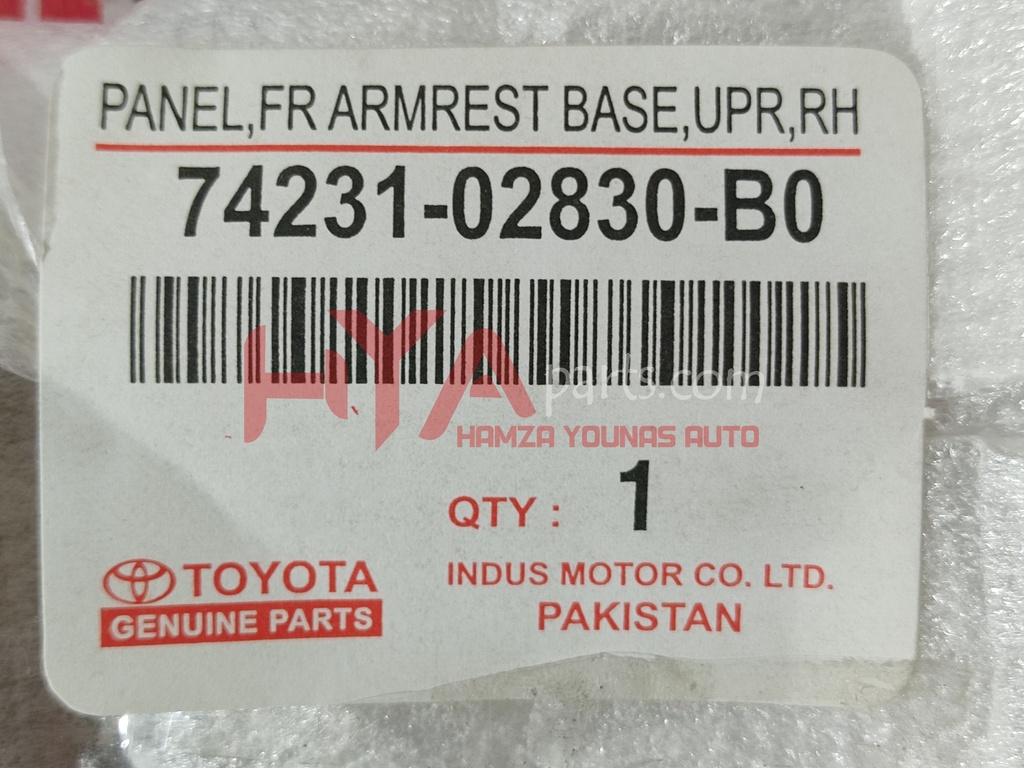 PANEL,FR ARMREST BASE,UPR,RH
74231-02830-B0
HYA parts.com
HAMZA YOUNAS AUTO
QTY : 1
TOYOTA
GENUINE PARTS
INDUS MOTOR CO. LTD.
PAKISTAN